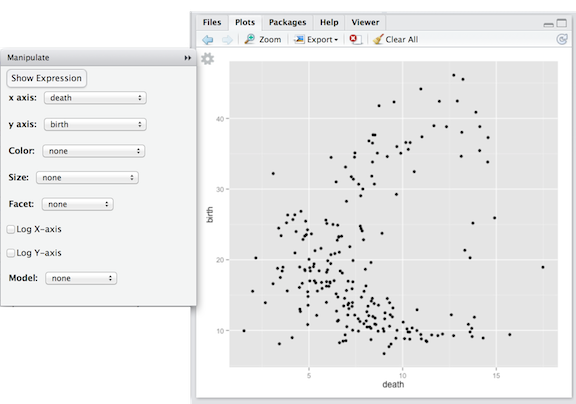 Files Plots Packages Help Viewer
Zoom Export Clear All
Manipulate
Show Expression
x axis: death
y axis: birth
Color: none
Size: none
Facet: none
Log X-axis
Log Y-axis
Model: none
birth
40
30
20
10
5 10 15
death